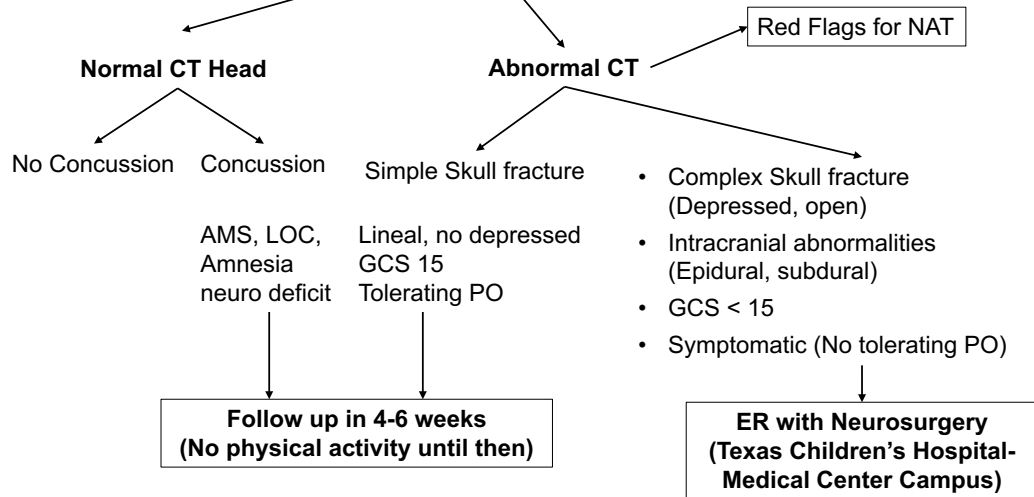 Red Flags for NAT
Normal CT Head
Abnormal CT
No Concussion
Concussion
Simple Skull fracture
AMS, LOC,
Amnesia
neuro deficit
Lineal, no depressed
GCS 15
Tolerating PO
• Complex Skull fracture
(Depressed, open)
• Intracranial abnormalities
(Epidural, subdural)
• GCS < 15
• Symptomatic (No tolerating PO)
Follow up in 4-6 weeks
(No physical activity until then)
ER with Neurosurgery
(Texas Children’s Hospital-
Medical Center Campus)